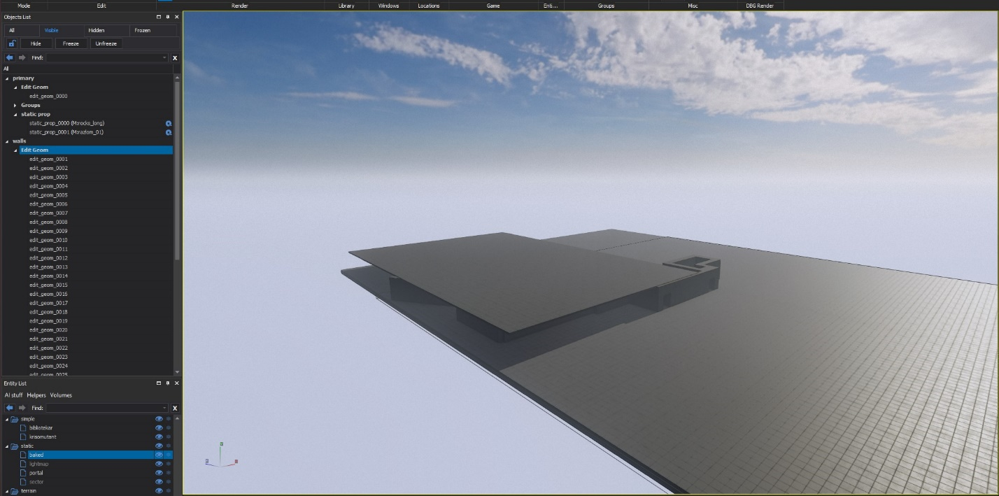 Mode Edit Render Library Windows Locations Game Enti... Groups Misc DBG Render
Objects List
All Visible Hidden Frozen
Hide Freeze Unfreeze
Find: X
All
primary
Edit Geom
edit_geom_0000
Groups
static prop
static_prop_0000 (M:rocks_long)
static_prop_0001 (M:razlom_01)
walls
Edit Geom
edit_geom_0001
edit_geom_0002
edit_geom_0003
edit_geom_0004
edit_geom_0005
edit_geom_0006
edit_geom_0007
edit_geom_0008
edit_geom_0009
edit_geom_0010
edit_geom_0011
edit_geom_0012
edit_geom_0013
edit_geom_0014
edit_geom_0015
edit_geom_0016
edit_geom_0017
edit_geom_0018
edit_geom_0019
edit_geom_0020
edit_geom_0021
edit_geom_0022
edit_geom_0023
edit_geom_0024
edit_geom_0025
Entity List
AI stuff Helpers Volumes
Find: X
simple
bibliotekar
krisomutant
static
baked
lightmap
portal
sector
terrain